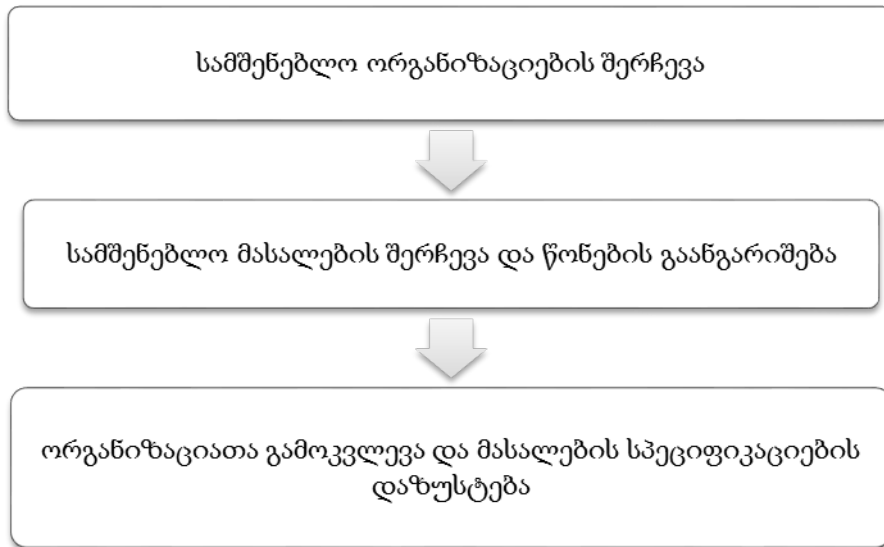 სამშენებლო ორგანიზაციების შერჩევა
სამშენებლო მასალების შერჩევა და წონების გაანგარიშება
ორგანიზაციათა გამოკვლევა და მასალების სპეციფიკაციების
დაზუსტება